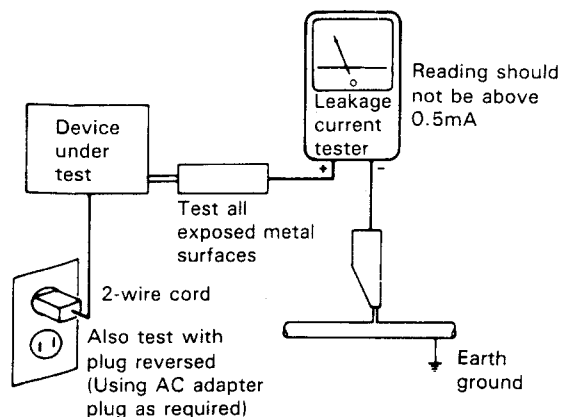 Device
under
test
Leakage
current
tester
+ -
Reading should
not be above
0.5mA
Test all
exposed metal
surfaces
2-wire cord
Also test with
plug reversed
(Using AC adapter
plug as required)
Earth
ground